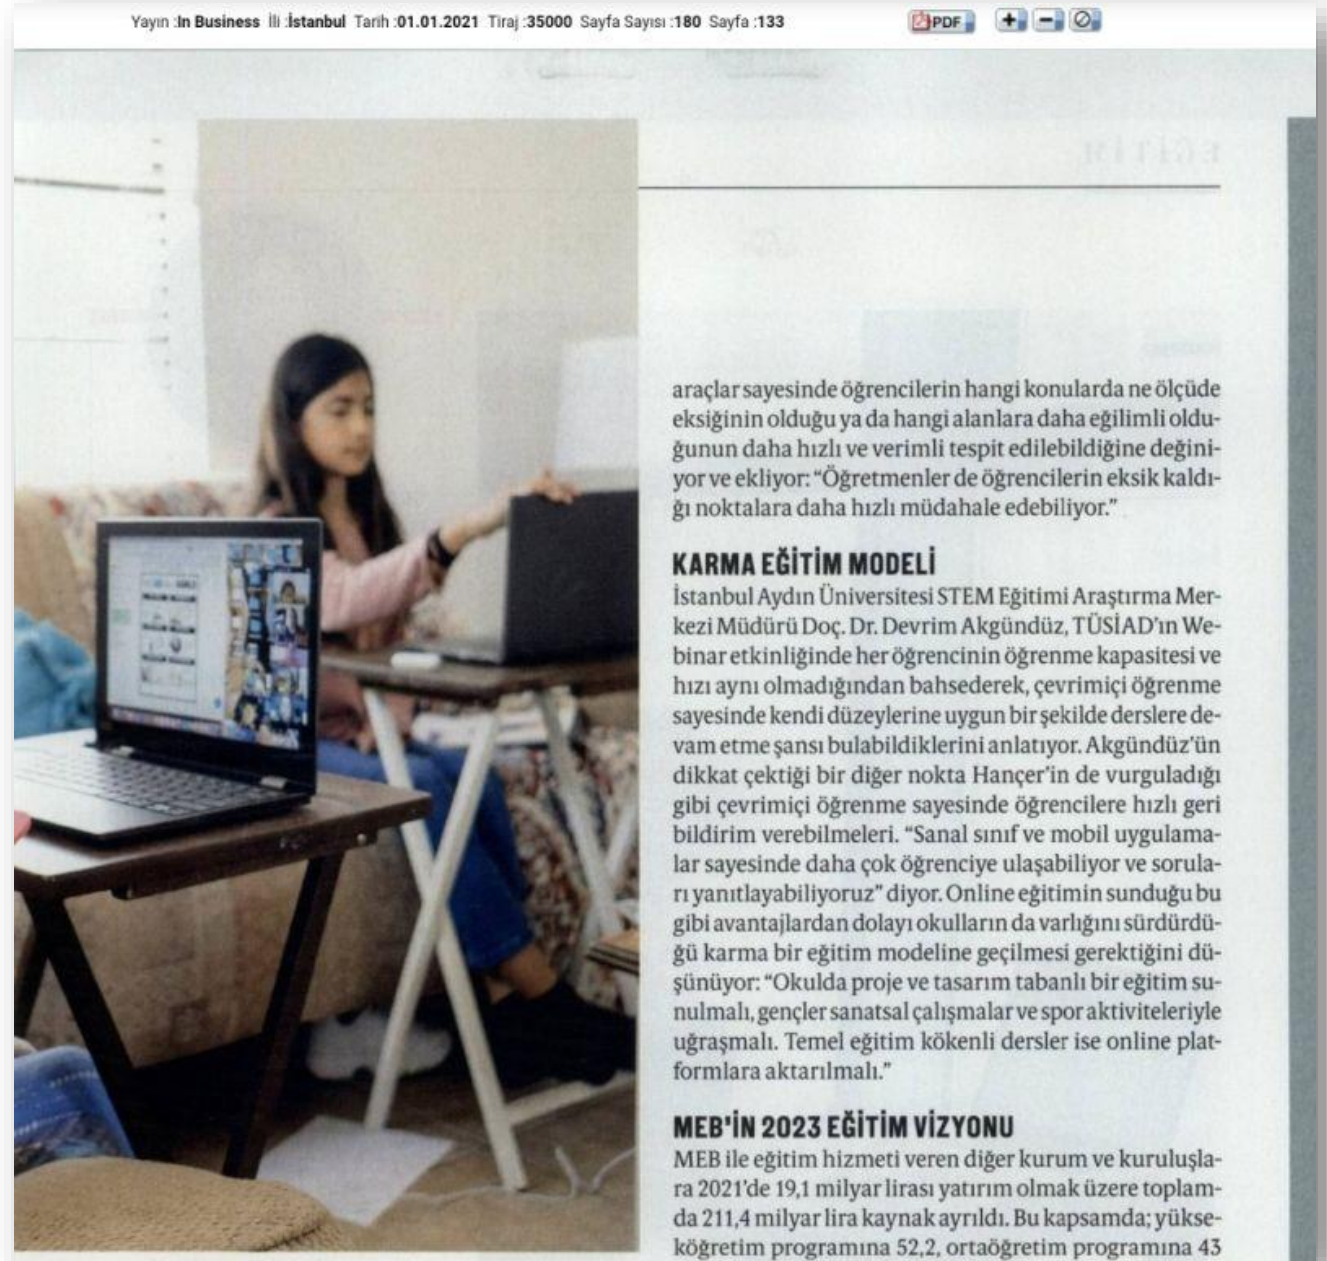 Yayın :In Business İli :İstanbul Tarih :01.01.2021 Tiraj :35000 Sayfa Sayısı :180 Sayfa :133
PDF
EĞİTİM
araçlar sayesinde öğrencilerin hangi konularda ne ölçüde
eksiğinin olduğu ya da hangi alanlara daha eğilimli oldu-
ğunun daha hızlı ve verimli tespit edilebildiğine değini-
yor ve ekliyor: “Öğretmenler de öğrencilerin eksik kaldı-
ğı noktalara daha hızlı müdahale edebiliyor.”
KARMA EĞİTİM MODELİ
İstanbul Aydın Üniversitesi STEM Eğitimi Araştırma Mer-
kezi Müdürü Doç. Dr. Devrim Akgündüz, TÜSİAD’ın We-
binar etkinliğinde her öğrencinin öğrenme kapasitesi ve
hızı aynı olmadığından bahsederek, çevrimiçi öğrenme
sayesinde kendi düzeylerine uygun bir şekilde derslere de-
vam etme şansı bulabildiklerini anlatıyor. Akgündüz’ün
dikkat çektiği bir diğer nokta Hançer’in de vurguladığı
gibi çevrimiçi öğrenme sayesinde öğrencilere hızlı geri
bildirim verebilmeleri. “Sanal sınıf ve mobil uygulama-
lar sayesinde daha çok öğrenciye ulaşabiliyor ve sorula-
rı yanıtlayabiliyoruz” diyor. Online eğitimin sunduğu bu
gibi avantajlardan dolayı okulların da varlığını sürdürdü-
ğü karma bir eğitim modeline geçilmesi gerektiğini dü-
şünüyor: “Okulda proje ve tasarım tabanlı bir eğitim su-
nulmalı, gençler sanatsal çalışmalar ve spor aktiviteleriyle
uğraşmalı. Temel eğitim kökenli dersler ise online plat-
formlara aktarılmalı.”
MEB'İN 2023 EĞİTİM VİZYONU
MEB ile eğitim hizmeti veren diğer kurum ve kuruluşla-
ra 2021’de 19,1 milyar lirası yatırım olmak üzere toplam-
da 211,4 milyar lira kaynak ayrıldı. Bu kapsamda; yükse-
köğretim programına 52,2, ortaöğretim programına 43